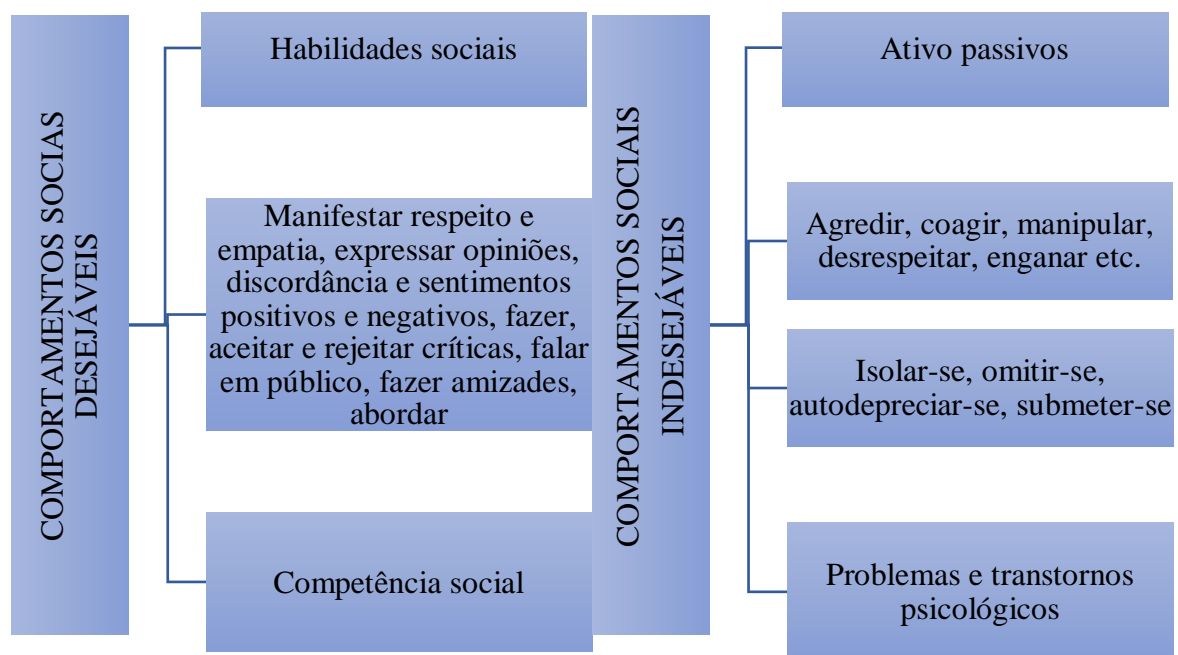 COMPORTAMENTOS SOCIAS
DESEJÁVEIS
Habilidades sociais
Manifestar respeito e
empatia, expressar opiniões,
discordância e sentimentos
positivos e negativos, fazer,
aceitar e rejeitar críticas, falar
em público, fazer amizades,
abordar
Competência social
COMPORTAMENTOS SOCIAIS
INDESEJÁVEIS
Ativo passivos
Agredir, coagir, manipular,
desrespeitar, enganar etc.
Isolar-se, omitir-se,
autodepreciar-se, submeter-se
Problemas e transtornos
psicológicos